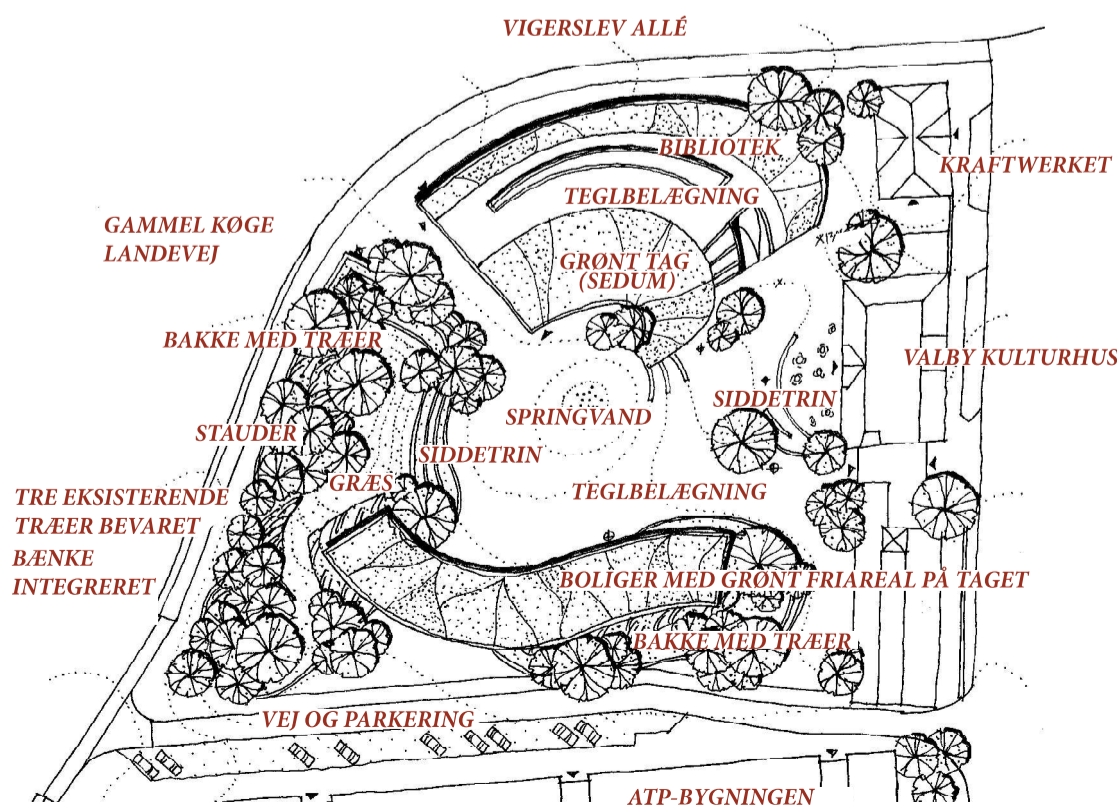 VIGERSLEV ALLÉ
BIBLIOTEK
KRAFTWERKET
TEGLBELÆGNING
GAMMEL KØGE
LANDEVEJ
GRØNT TAG
(SEDUM)
BAKKE MED TRÆER
VALBY KULTURHUS
SIDDETRIN
SPRINGVAND
STAUDER
SIDDETRIN
GRÆS
TEGLBELÆGNING
TRE EKSISTERENDE
TRÆER BEVARET
BÆNKE
INTEGRERET
BOLIGER MED GRØNT FRIAREAL PÅ TAGET
BAKKE MED TRÆER
VEJ OG PARKERING
ATP-BYGNINGEN